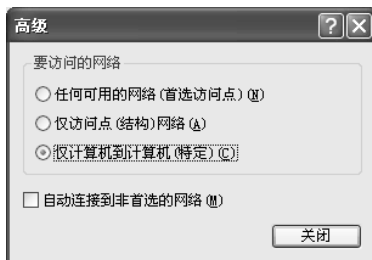 高级
要访问的网络
任何可用的网络(首选访问点)(N)
仅访问点(结构)网络(A)
仅计算机到计算机(特定)(C)
自动连接到非首选的网络(M)
关闭